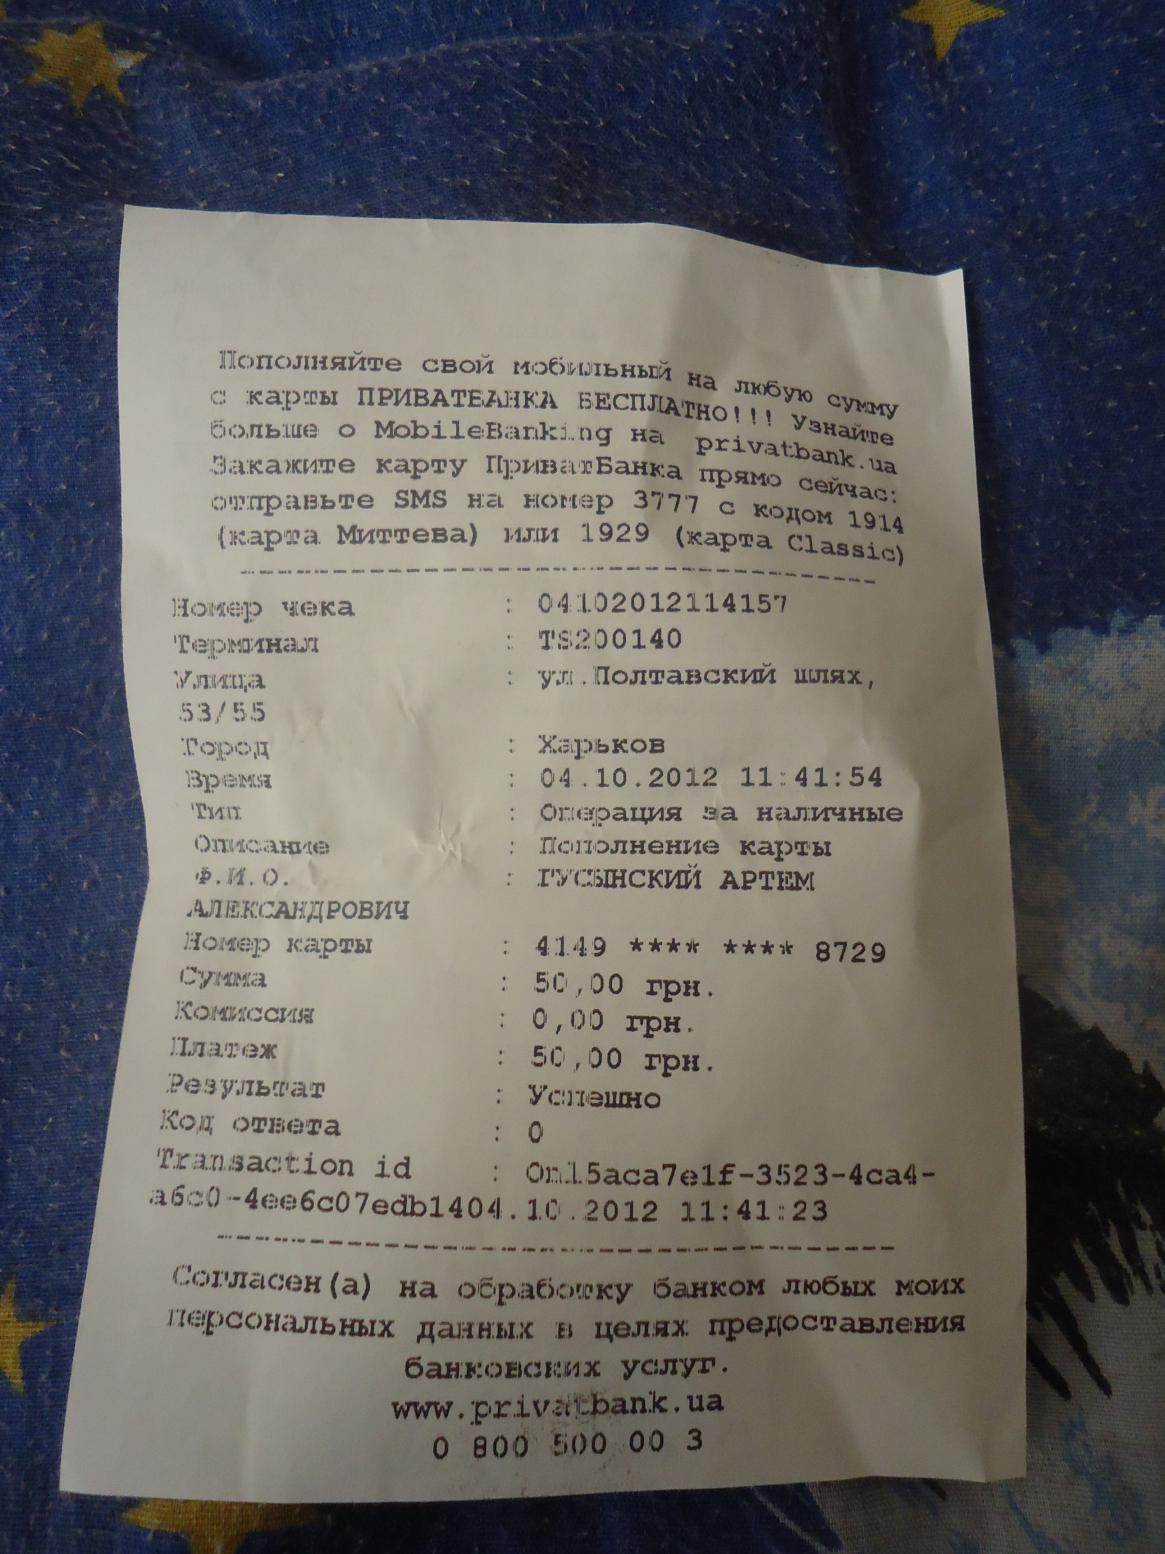 Пополняйте свой мобильный на любую сумму
с карты ПРИВАТБАНКА БЕСПЛАТНО!!! Узнайте
больше о MobileBanking на privatbank.ua
Закажите карту ПриватБанка прямо сейчас:
отправьте SMS на номер 3777 с кодом 1914
(карта Миттєва) или 1929 (карта Classic)
----------------------------------------
Номер чека : 04102012114157
Терминал : TS200140
Улица : ул.Полтавский шлях,
53/55
Город : Харьков
Время : 04.10.2012 11:41:54
Тип : Операция за наличные
Описание : Пополнение карты
Ф.И.О. : ГУСЫНСКИЙ АРТЕМ
АЛЕКСАНДРОВИЧ
Номер карты : 4149 **** **** 8729
Сумма : 50,00 грн.
Комиссия : 0,00 грн.
Платеж : 50,00 грн.
Результат : Успешно
Код ответа : 0
Transaction id : On15aca7e1f-3523-4ca4-
a6c0-4ee6c07edb1404.10.2012 11:41:23
----------------------------------------
Согласен(а) на обработку банком любых моих
персональных данных в целях предоставления
банковских услуг.
www.privatbank.ua
0 800 500 00 3